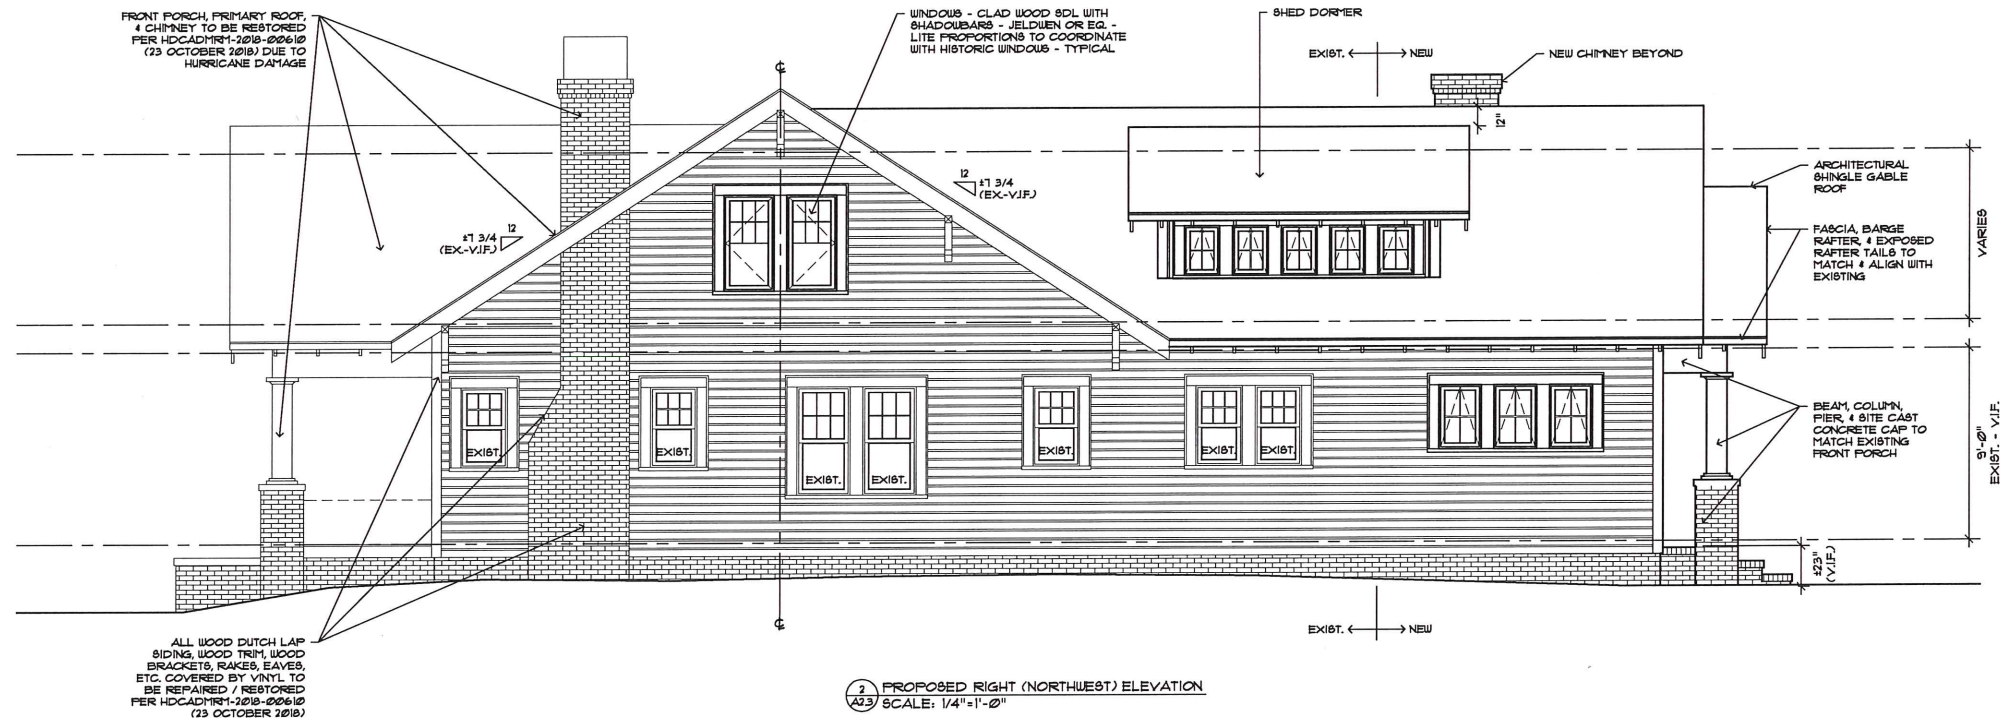 FRONT PORCH, PRIMARY ROOF,
& CHIMNEY TO BE RESTORED
PER HDCADMRM-2018-00610
(23 OCTOBER 2018) DUE TO
HURRICANE DAMAGE
WINDOWS - CLAD WOOD SDL WITH
SHADOWBARS - JELDWEN OR EQ. -
LITE PROPORTIONS TO COORDINATE
WITH HISTORIC WINDOWS - TYPICAL
SHED DORMER
EXIST. NEW
NEW CHIMNEY BEYOND
12"
ARCHITECTURAL
SHINGLE GABLE
ROOF
12
±7 3/4
(EX.-V.I.F.)
12
±7 3/4
(EX.-V.I.F.)
VARIES
FASCIA, BARGE
RAFTER, & EXPOSED
RAFTER TAILS TO
MATCH & ALIGN WITH
EXISTING
BEAM, COLUMN,
PIER, & SITE CAST
CONCRETE CAP TO
MATCH EXISTING
FRONT PORCH
9'-0"
EXIST. - V.I.F.
EXIST.
EXIST.
EXIST.
EXIST.
EXIST.
EXIST.
EXIST.
±23"
(V.I.F.)
EXIST. NEW
ALL WOOD DUTCH LAP
SIDING, WOOD TRIM, WOOD
BRACKETS, RAKES, EAVES,
ETC. COVERED BY VINYL TO
BE REPAIRED / RESTORED
PER HDCADMRM-2018-00610
(23 OCTOBER 2018)
2
A2.3
PROPOSED RIGHT (NORTHWEST) ELEVATION
SCALE: 1/4"=1'-0"